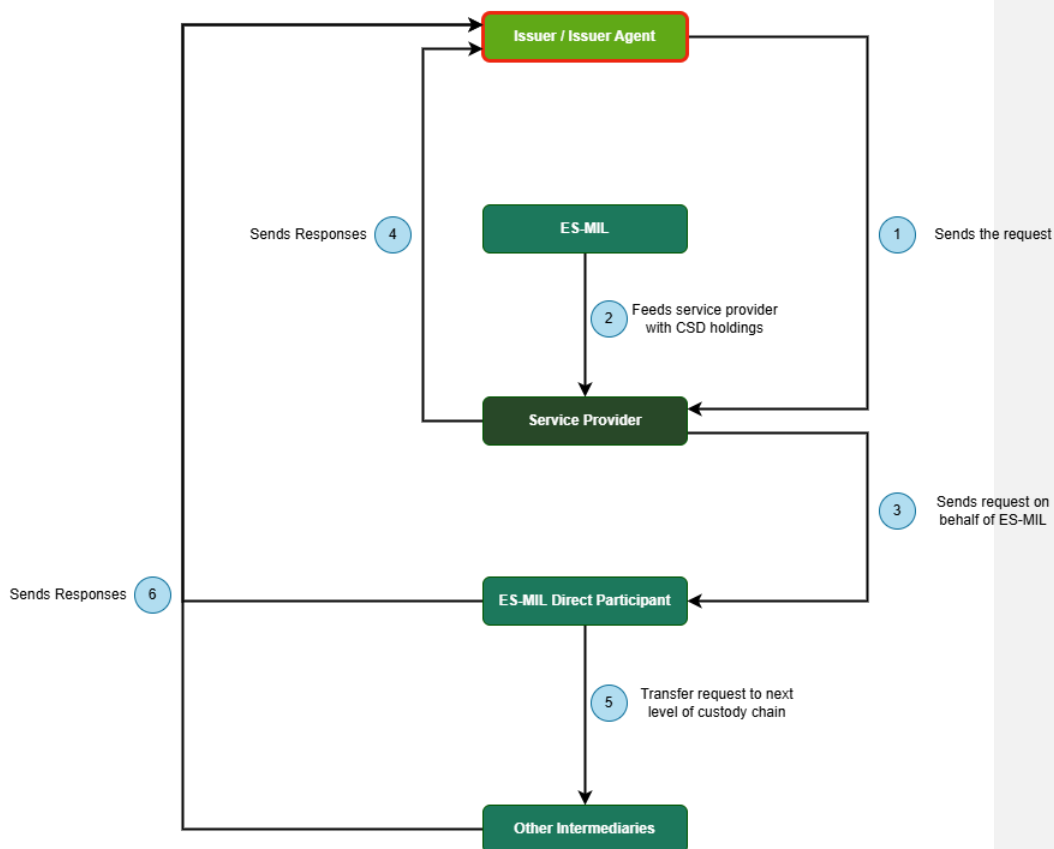 Issuer / Issuer Agent
ES-MIL
Sends Responses
4
1
Sends the request
2
Feeds service provider
with CSD holdings
Service Provider
3
Sends request on
behalf of ES-MIL
Sends Responses
6
ES-MIL Direct Participant
5
Transfer request to next
level of custody chain
Other Intermediaries